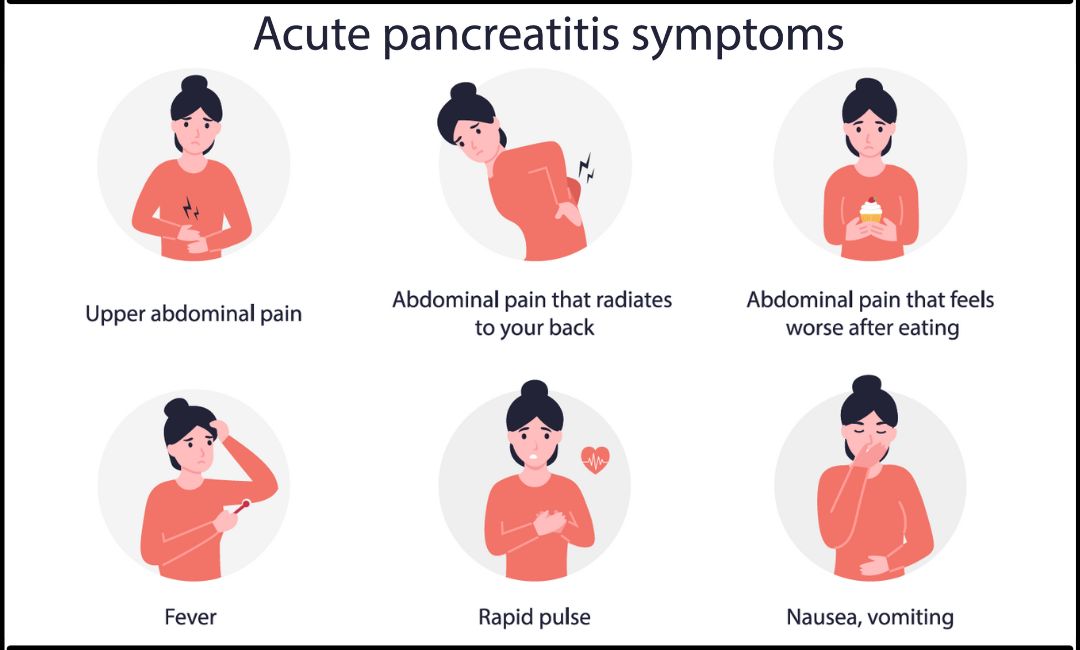 Acute pancreatitis symptoms
Upper abdominal pain
Abdominal pain that radiates
to your back
Abdominal pain that feels
worse after eating
Fever
Rapid pulse
Nausea, vomiting